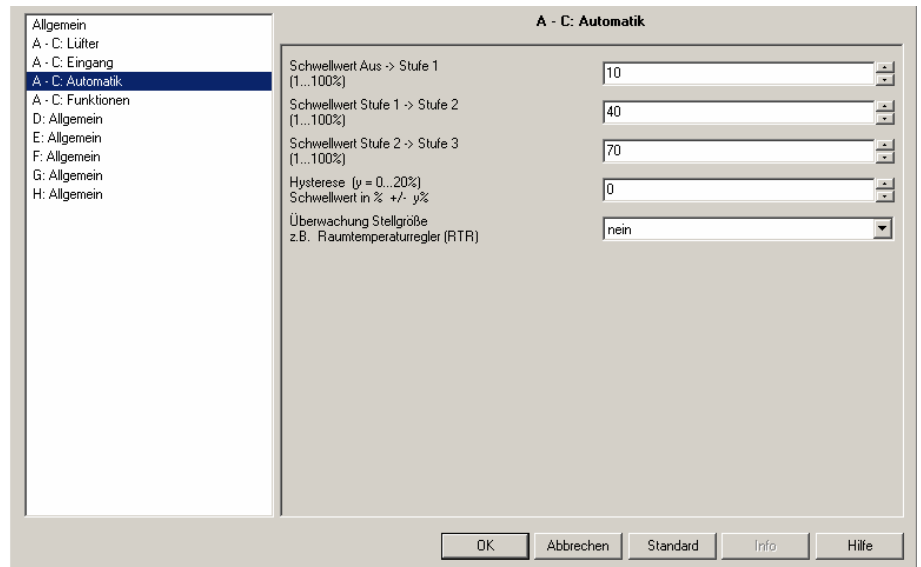 Allgemein
A - C: Lüfter
A - C: Eingang
A - C: Automatik
A - C: Funktionen
D: Allgemein
E: Allgemein
F: Allgemein
G: Allgemein
H: Allgemein
A - C: Automatik
Schwellwert Aus -> Stufe 1
(1...100%)
10
Schwellwert Stufe 1 -> Stufe 2
(1...100%)
40
Schwellwert Stufe 2 -> Stufe 3
(1...100%)
70
Hysterese (y = 0...20%)
Schwellwert in % +/- y%
0
Überwachung Stellgröße
z.B. Raumtemperaturregler (RTR)
nein
OK Abbrechen Standard Info Hilfe